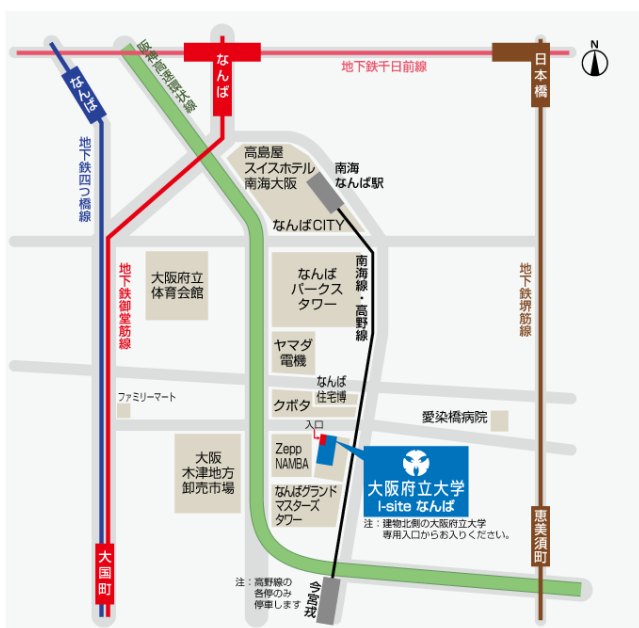 N
なんば
なんば
阪神高速環状線
地下鉄千日前線
日本橋
地下鉄四つ橋線
高島屋
スイスホテル
南海大阪
南海
なんば駅
なんばCITY
大阪府立
体育会館
地下鉄御堂筋線
なんば
パークス
タワー
南海線・高野線
地下鉄堺筋線
ヤマダ
電機
なんば
住宅博
ファミリーマート
クボタ
愛染橋病院
入口
大阪
木津地方
卸売市場
Zepp
NAMBA
大阪府立大学
I-site なんば
なんばグランド
マスターズ
タワー
注：建物北側の大阪府立大学
専用入口からお入りください。
恵美須町
大国町
注：高野線の
各停のみ
停車します
今宮戎